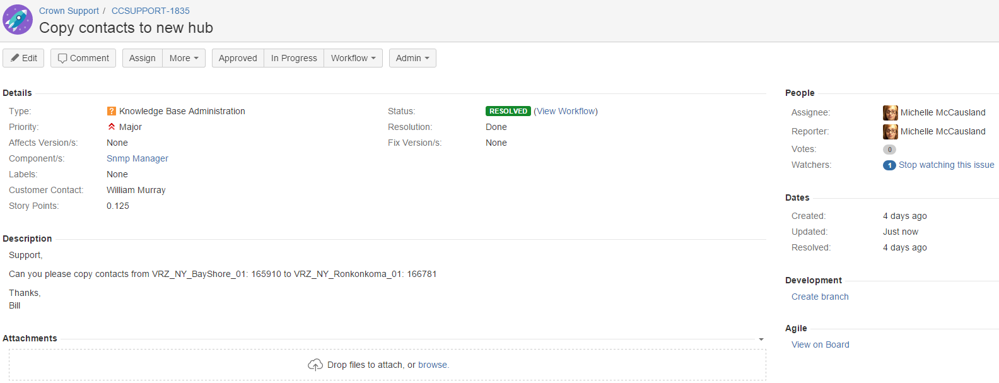 Crown Support / CCSUPPORT-1835
Copy contacts to new hub
Edit Comment Assign More Approved In Progress Workflow Admin
Details
Type: ? Knowledge Base Administration
Priority: Major
Affects Version/s: None
Component/s: Snmp Manager
Labels: None
Customer Contact: William Murray
Story Points: 0.125
Status: RESOLVED (View Workflow)
Resolution: Done
Fix Version/s: None
Description
Support,
Can you please copy contacts from VRZ_NY_BayShore_01: 165910 to VRZ_NY_Ronkonkoma_01: 166781
Thanks,
Bill
Attachments
Drop files to attach, or browse.
People
Assignee: Michelle McCausland
Reporter: Michelle McCausland
Votes: 0
Watchers: 1 Stop watching this issue
Dates
Created: 4 days ago
Updated: Just now
Resolved: 4 days ago
Development
Create branch
Agile
View on Board